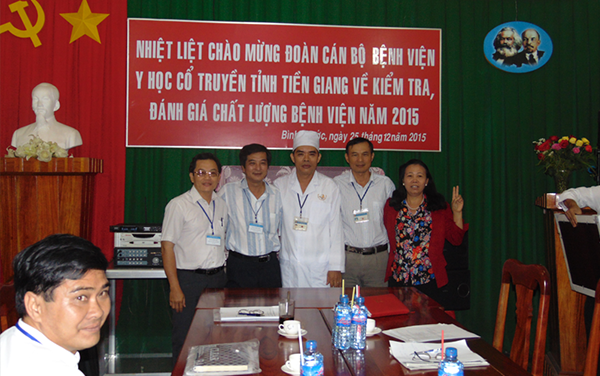 NHIỆT LIỆT CHÀO MỪNG ĐOÀN CÁN BỘ BỆNH VIỆN
Y HỌC CỔ TRUYỀN TỈNH TIỀN GIANG VỀ KIỂM TRA,
ĐÁNH GIÁ CHẤT LƯỢNG BỆNH VIỆN NĂM 2015
ngày 25 tháng 12 năm 2015